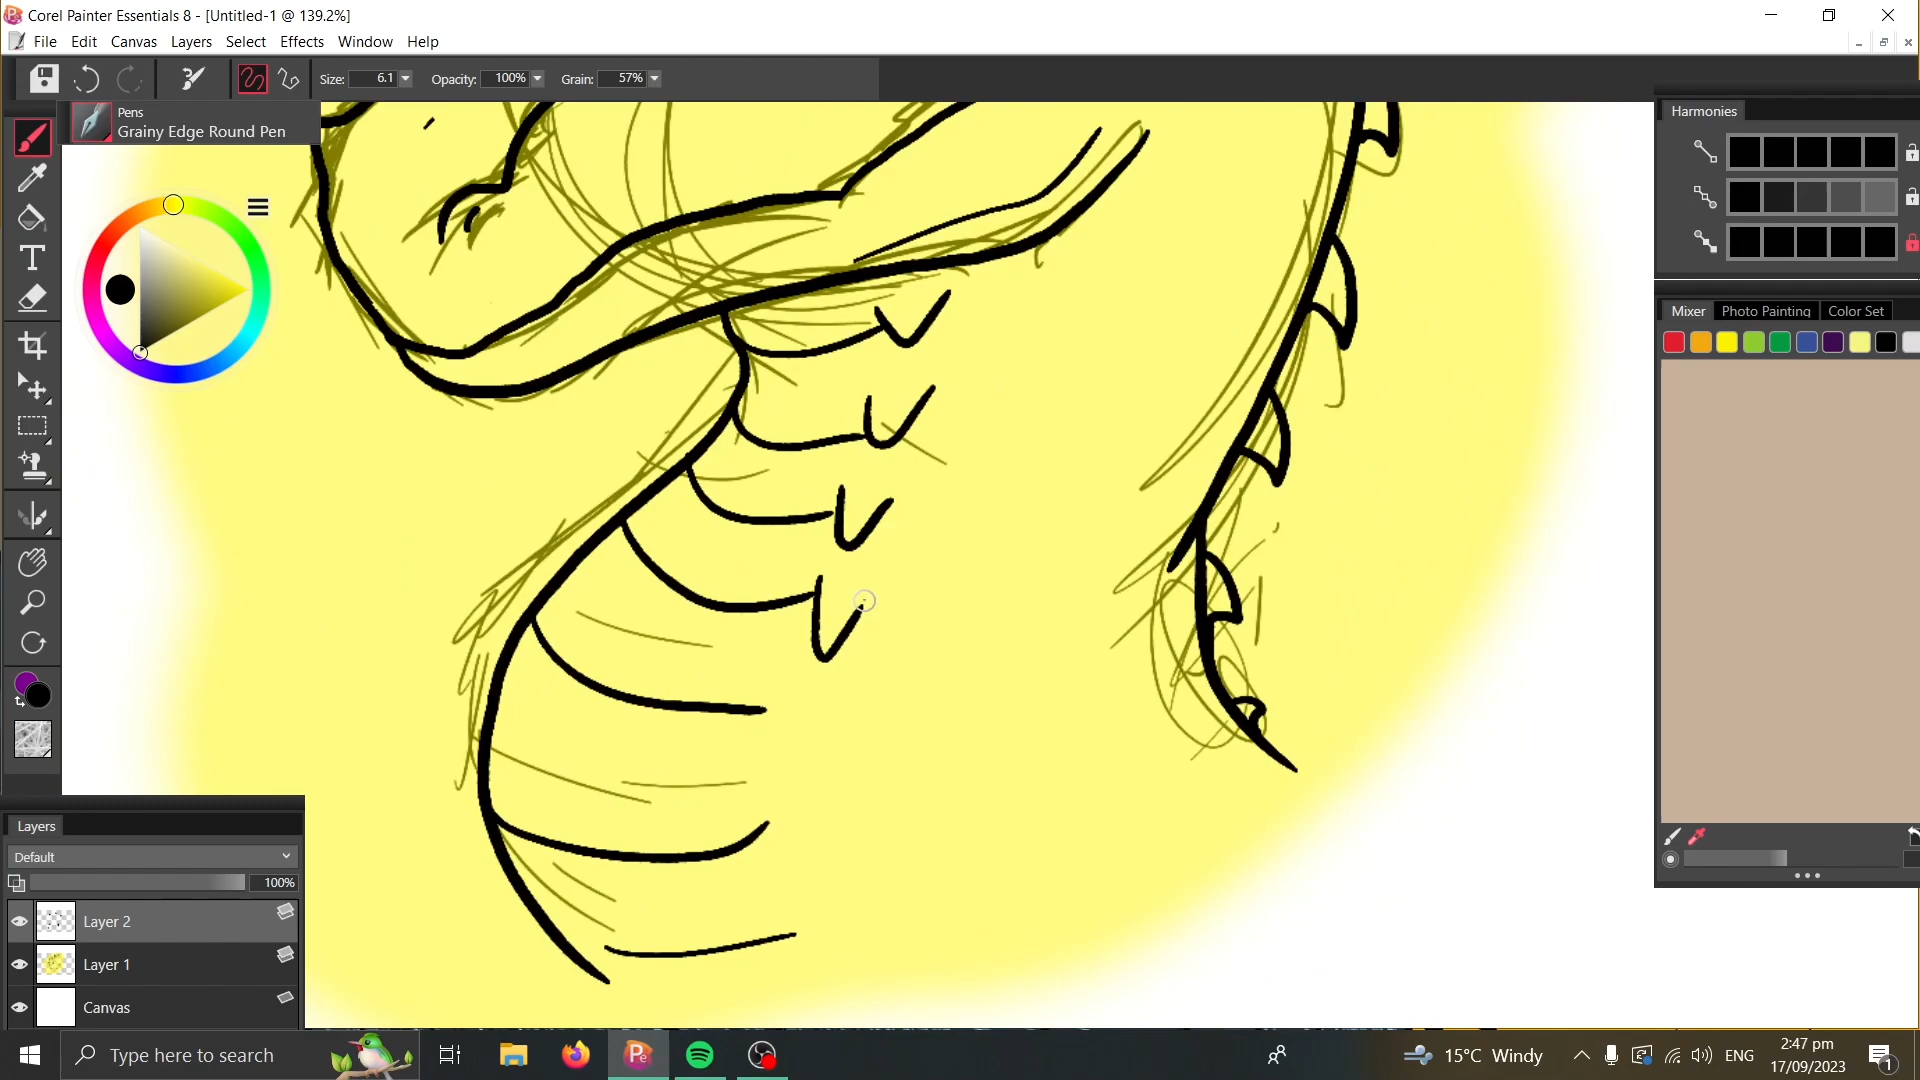 Corel Painter Essentials 8 - [Untitled-1 @ 139.2%]
File Edit Canvas Layers Select Effects Window Help
Size: 6.1 Opacity: 100% Grain: 57%
Pens
Grainy Edge Round Pen
Harmonies
Mixer Photo Painting Color Set
Layers
Default
100%
Layer 2
Layer 1
Canvas
Type here to search
15°C Windy
ENG
2:47 pm
17/09/2023
1